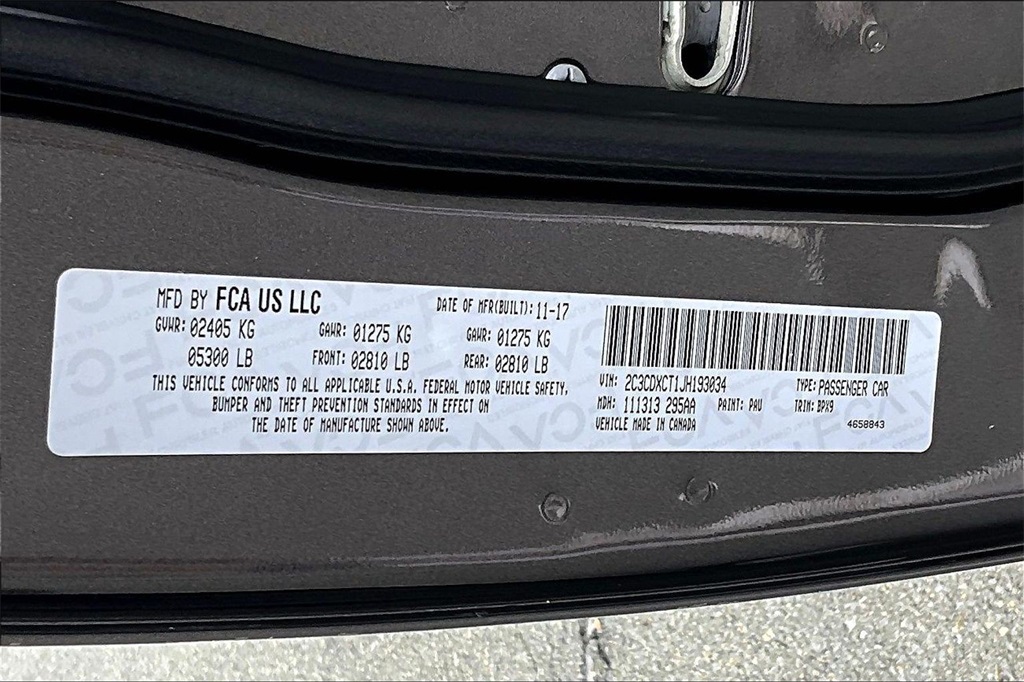 MFD BY FCA US LLC DATE OF MFR(BUILT): 11-17
GVWR: 02405 KG GAWR: 01275 KG GAWR: 01275 KG
05300 LB FRONT: 02810 LB REAR: 02810 LB
THIS VEHICLE CONFORMS TO ALL APPLICABLE U.S.A. FEDERAL MOTOR VEHICLE SAFETY,
BUMPER AND THEFT PREVENTION STANDARDS IN EFFECT ON
THE DATE OF MANUFACTURE SHOWN ABOVE.
VIN: 2C3CDXCT1JH193034 TYPE: PASSENGER CAR
MDH: 111313 295AA PAINT: PAU TRIM: BPX9
VEHICLE MADE IN CANADA 4658843